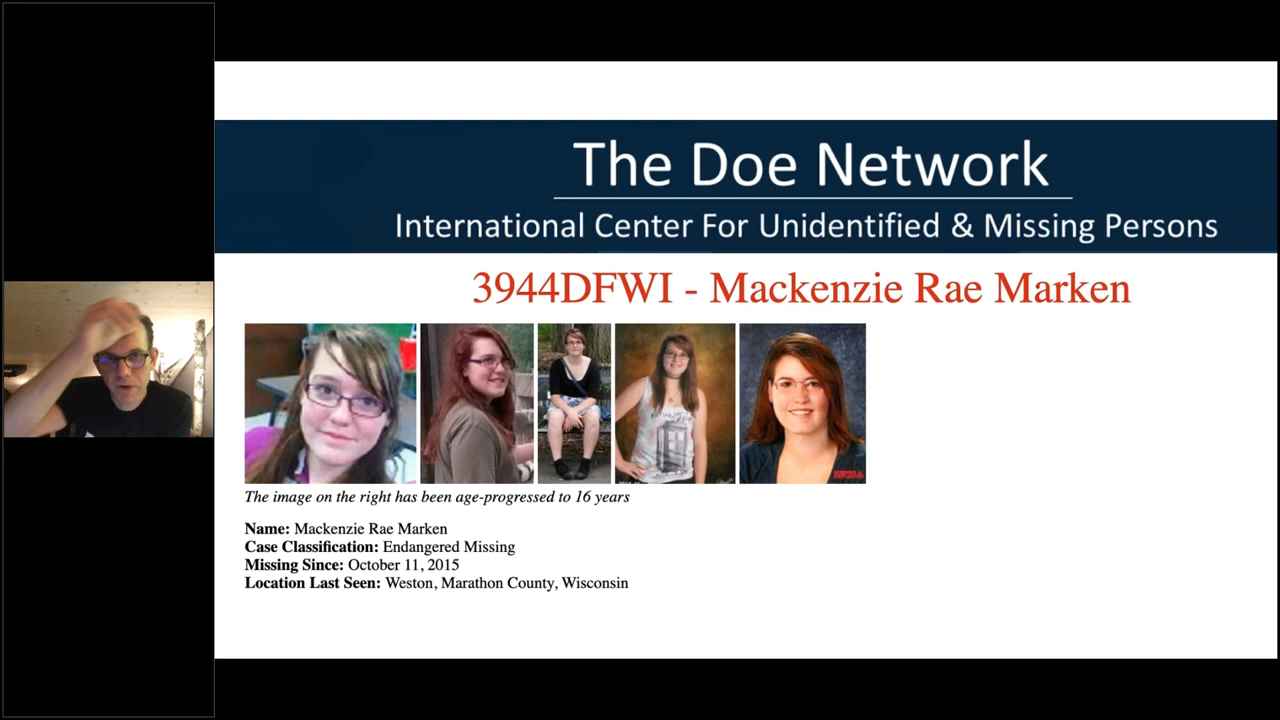 The Doe Network
International Center For Unidentified & Missing Persons
3944DFWI - Mackenzie Rae Marken
The image on the right has been age-progressed to 16 years
Name: Mackenzie Rae Marken
Case Classification: Endangered Missing
Missing Since: October 11, 2015
Location Last Seen: Weston, Marathon County, Wisconsin